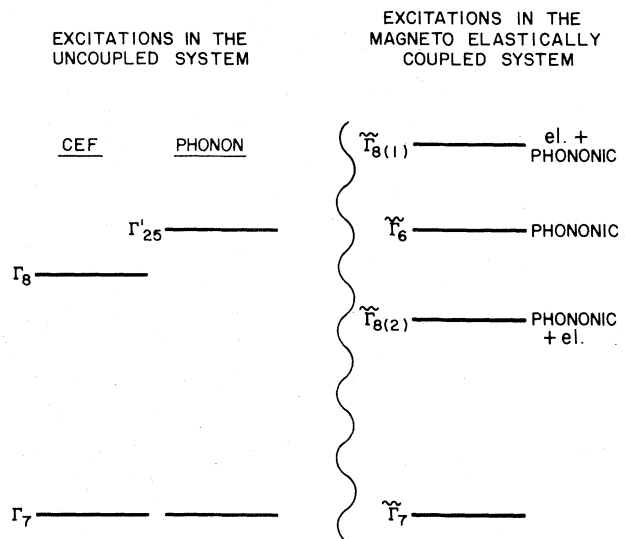 EXCITATIONS IN THE
UNCOUPLED SYSTEM
EXCITATIONS IN THE
MAGNETO ELASTICALLY
COUPLED SYSTEM
CEF
PHONON
Γ'25
Γ8
Γ7
Γ̃8(1)
el. +
PHONONIC
Γ̃6
PHONONIC
Γ̃8(2)
PHONONIC
+ el.
Γ̃7